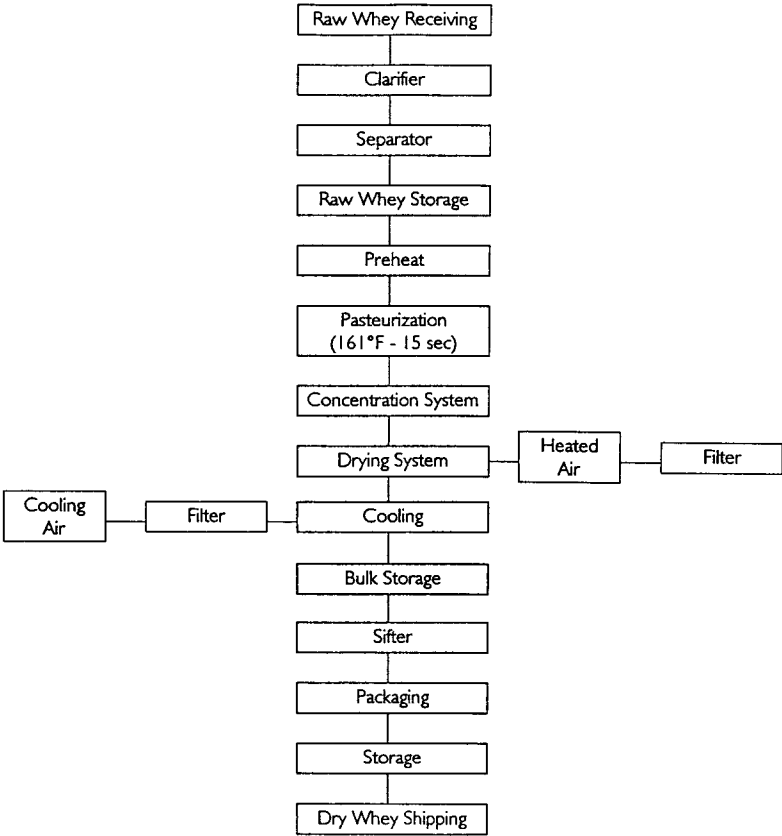 Raw Whey Receiving
Clarifier
Separator
Raw Whey Storage
Preheat
Pasteurization
(161°F - 15 sec)
Concentration System
Drying System
Heated
Air
Filter
Cooling
Air
Filter
Cooling
Bulk Storage
Sifter
Packaging
Storage
Dry Whey Shipping